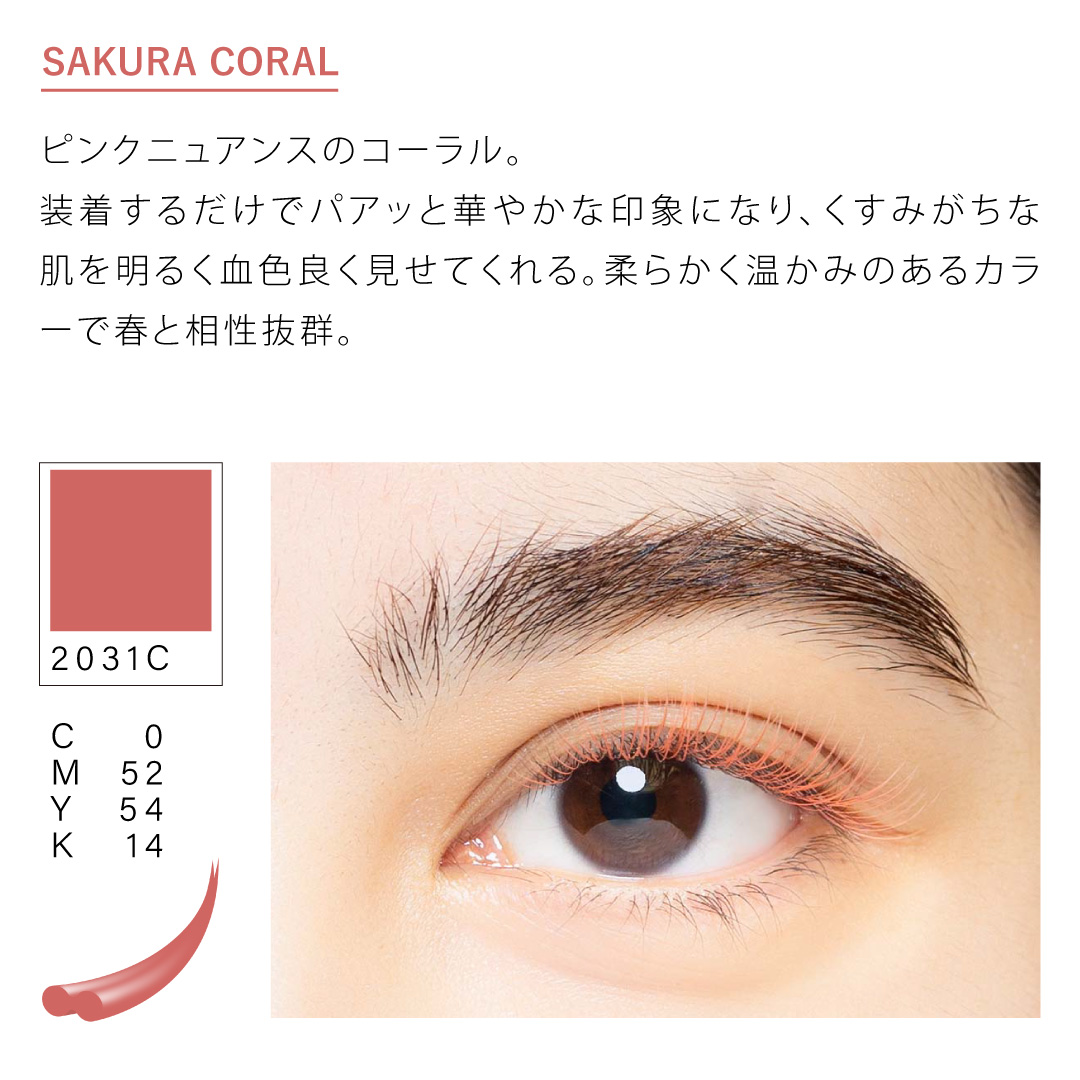 SAKURA CORAL
ピンクニュアンスのコーラル。
装着するだけでパアッと華やかな印象になり、くすみがちな
肌を明るく血色良く見せてくれる。柔らかく温かみのあるカラ
ーで春と相性抜群。
2031C
C 0
M 52
Y 54
K 14